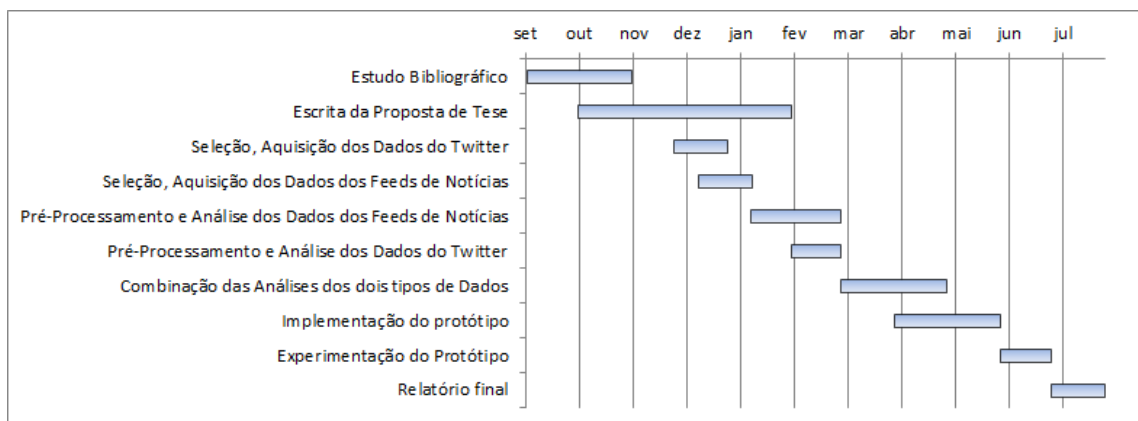 set out nov dez jan fev mar abr mai jun jul
Estudo Bibliográfico
Escrita da Proposta de Tese
Seleção, Aquisição dos Dados do Twitter
Seleção, Aquisição dos Dados dos Feeds de Notícias
Pré-Processamento e Análise dos Dados dos Feeds de Notícias
Pré-Processamento e Análise dos Dados do Twitter
Combinação das Análises dos dois tipos de Dados
Implementação do protótipo
Experimentação do Protótipo
Relatório final